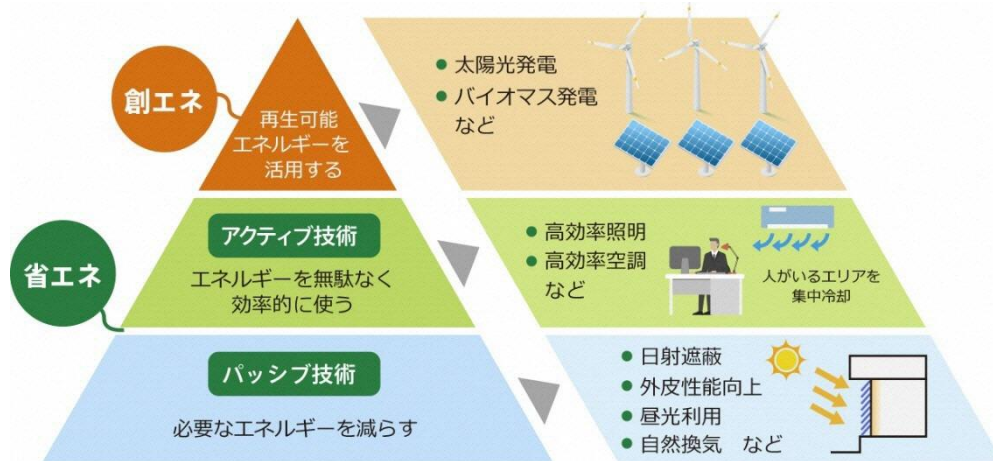 創エネ
再生可能
エネルギーを
活用する
● 太陽光発電
● バイオマス発電
など
省エネ
アクティブ技術
エネルギーを無駄なく
効率的に使う
● 高効率照明
● 高効率空調
など
人がいるエリアを
集中冷却
パッシブ技術
必要なエネルギーを減らす
● 日射遮蔽
● 外皮性能向上
● 昼光利用
● 自然換気 など